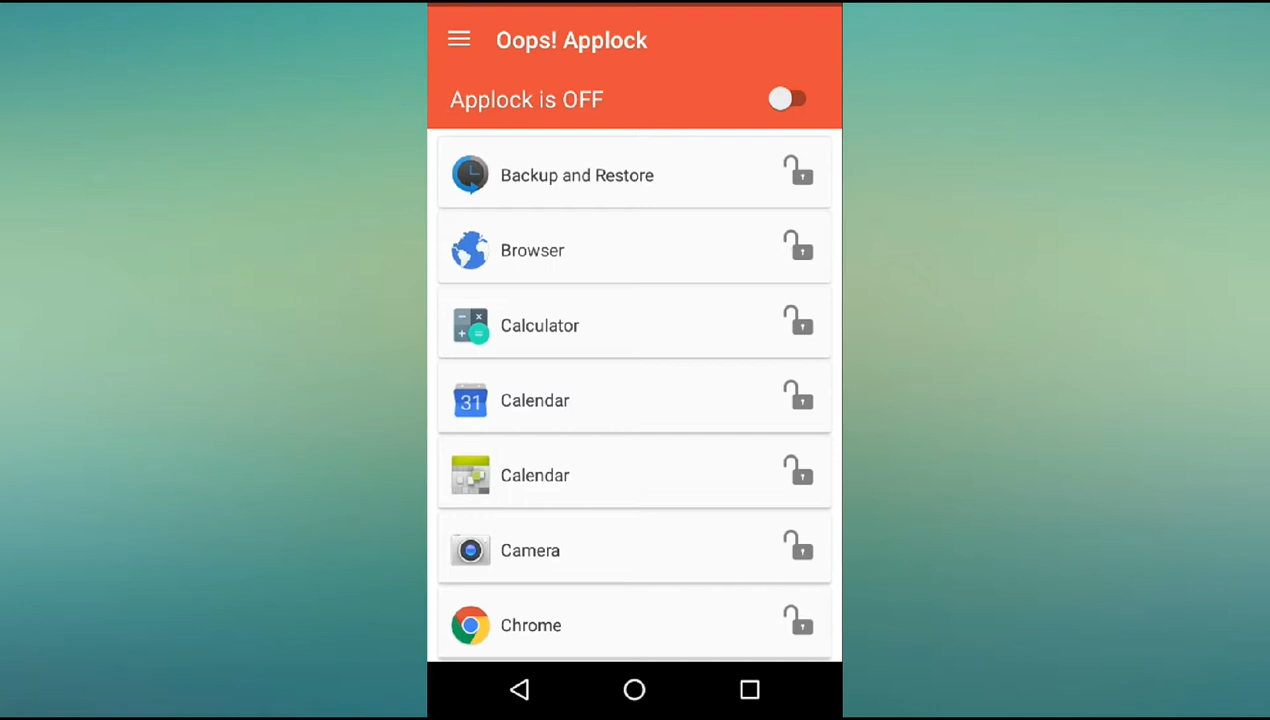 Oops! Applock
Applock is OFF
Backup and Restore
Browser
Calculator
31 Calendar
Calendar
Camera
Chrome